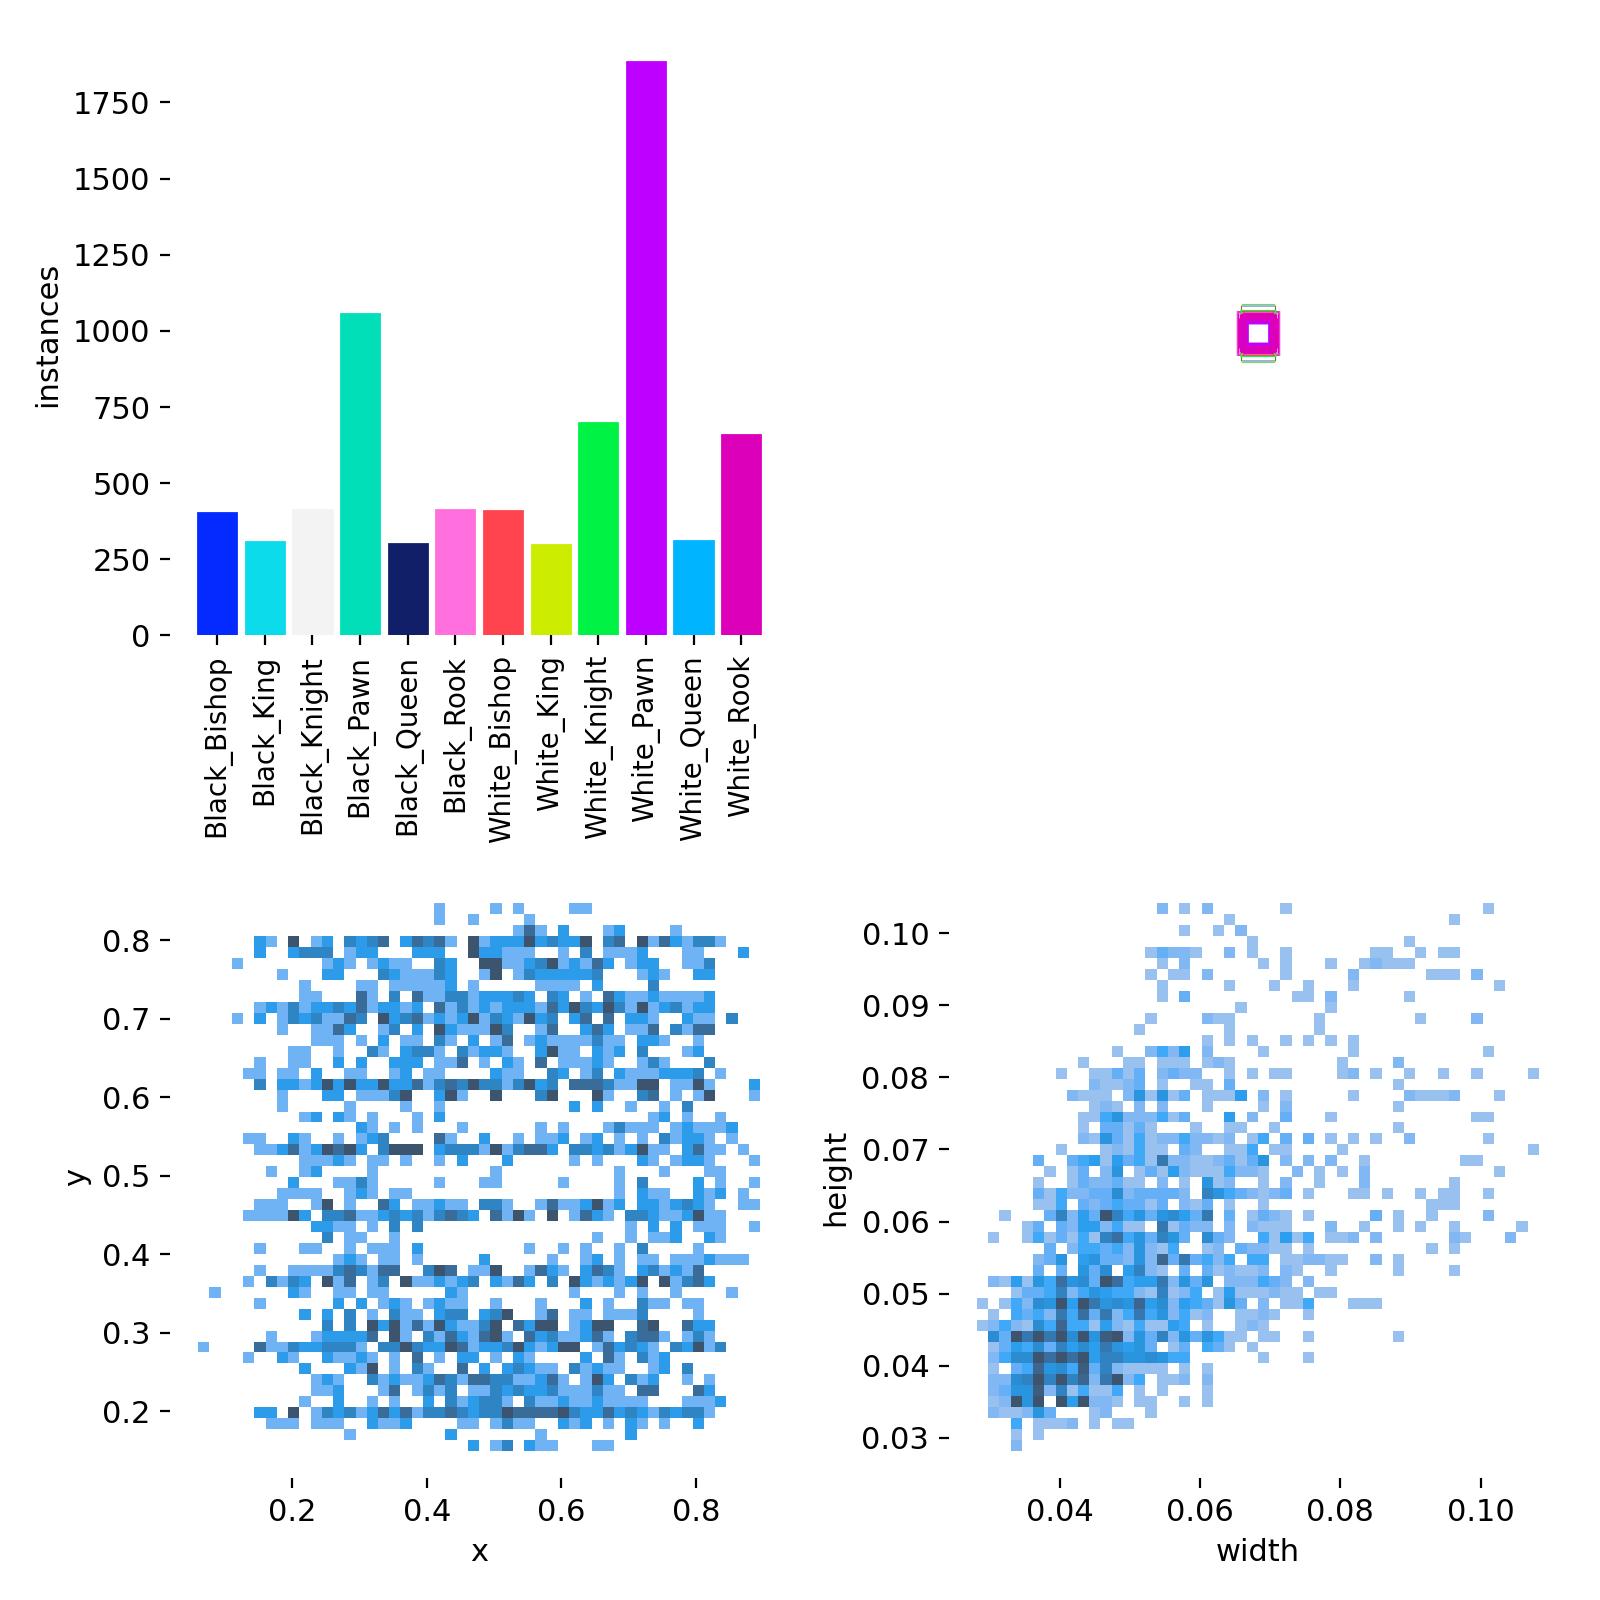 instances
1750
1500
1250
1000
750
500
250
0
Black_Bishop
Black_King
Black_Knight
Black_Pawn
Black_Queen
Black_Rook
White_Bishop
White_King
White_Knight
White_Pawn
White_Queen
White_Rook
y
0.8
0.7
0.6
0.5
0.4
0.3
0.2
0.2 0.4 0.6 0.8
x
height
0.10
0.09
0.08
0.07
0.06
0.05
0.04
0.03
0.04 0.06 0.08 0.10
width